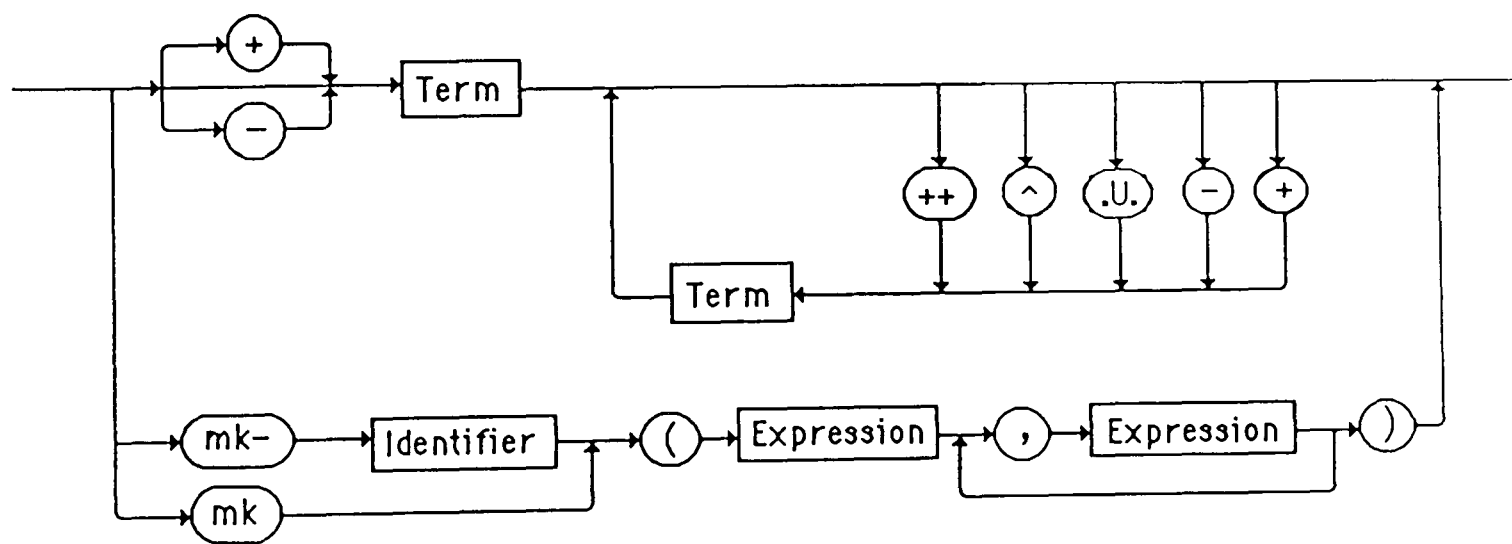 +
Term
-
++ ^ .U. - +
Term
mk- Identifier ( Expression , Expression )
mk